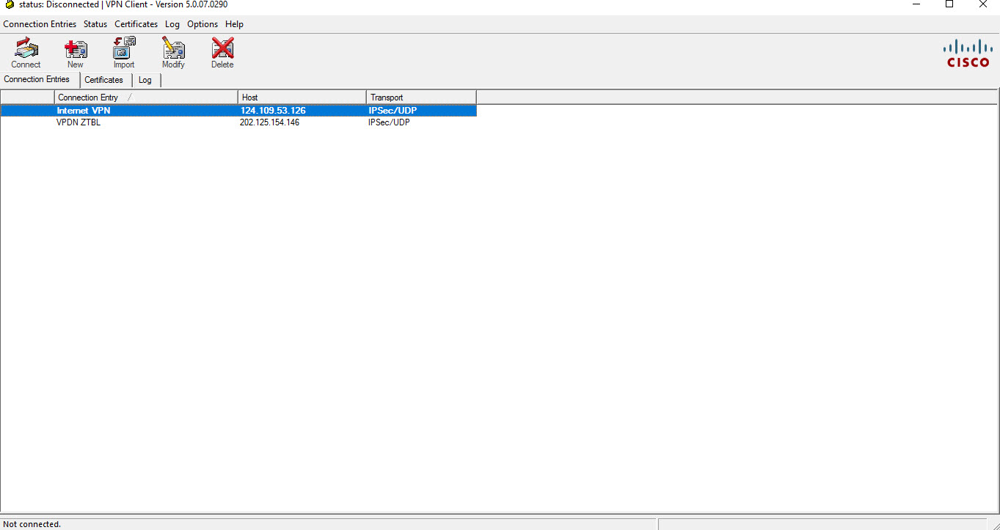 status: Disconnected | VPN Client - Version 5.0.07.0290
Connection Entries Status Certificates Log Options Help
Connect New Import Modify Delete
CISCO
Connection Entries Certificates Log
Connection Entry Host Transport
Internet VPN 124.109.53.126 IPSec/UDP
VPDN ZTBL 202.125.154.146 IPSec/UDP
Not connected.